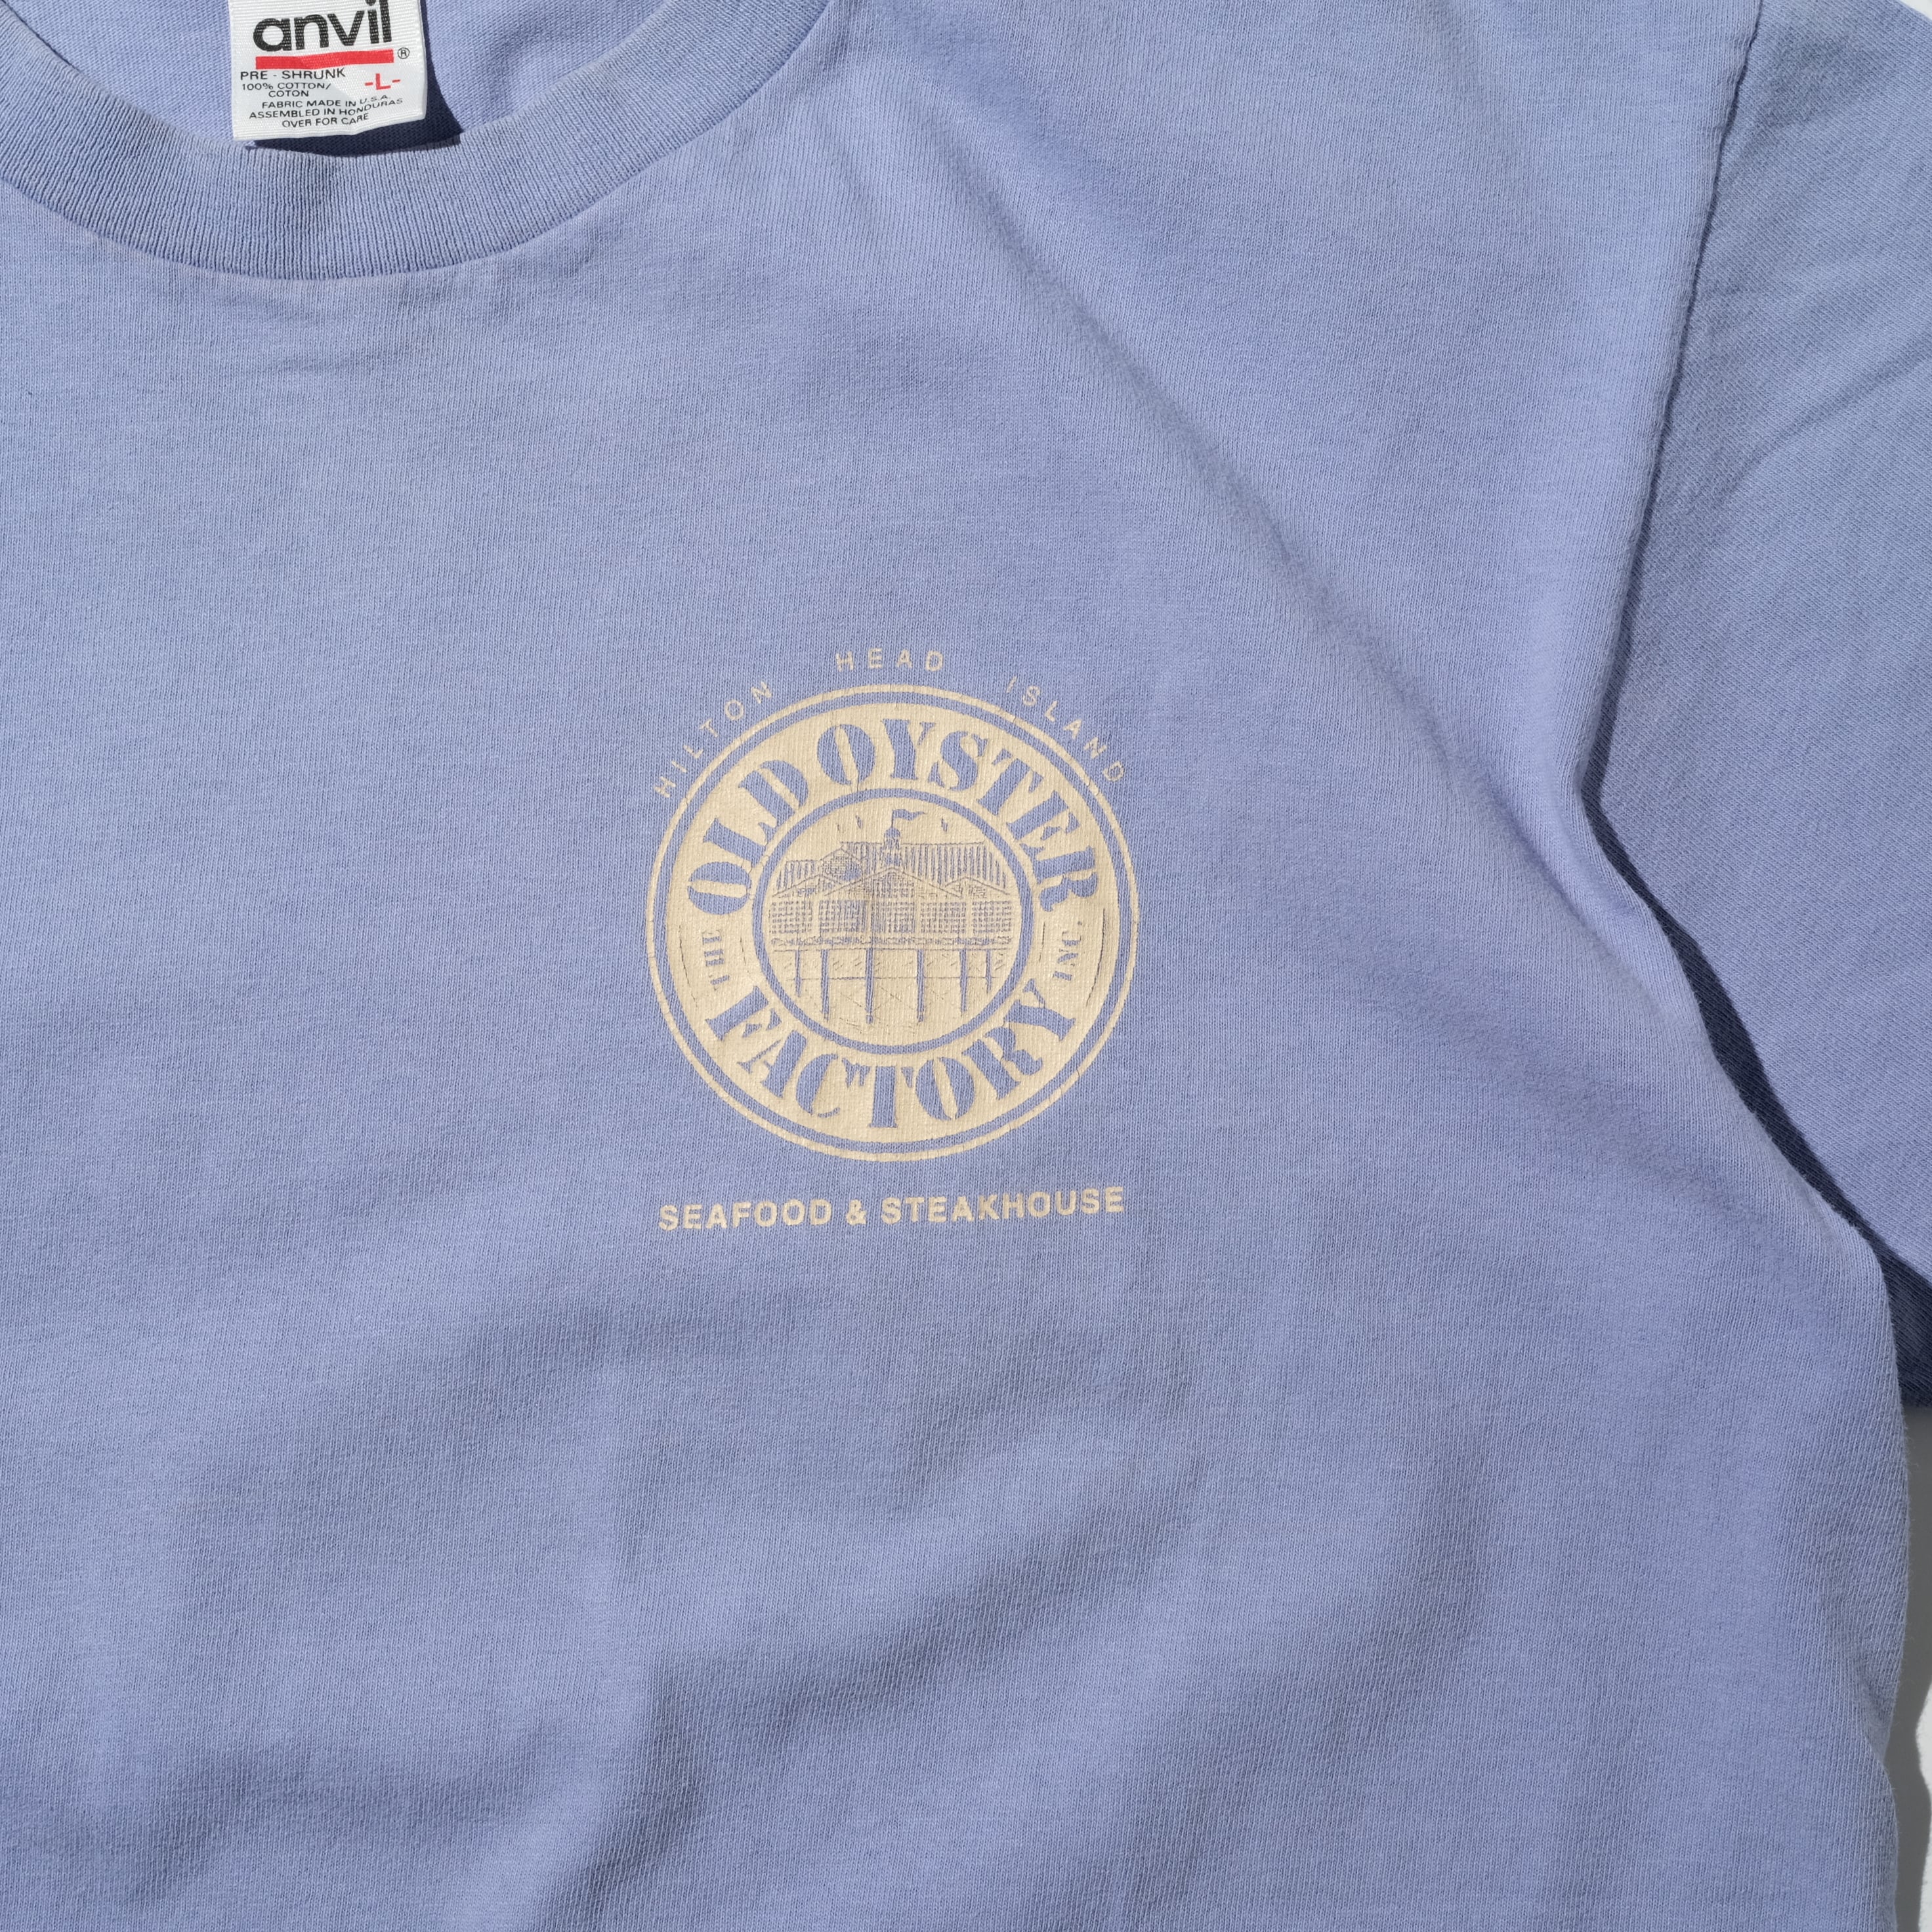 anvil®
PRE - SHRUNK -L-
100% COTTON/
COTON
FABRIC MADE IN U.S.A.
ASSEMBLED IN HONDURAS
OVER FOR CARE
HILTON HEAD ISLAND
THE OLD OYSTER
FACTORY INC.
SEAFOOD & STEAKHOUSE